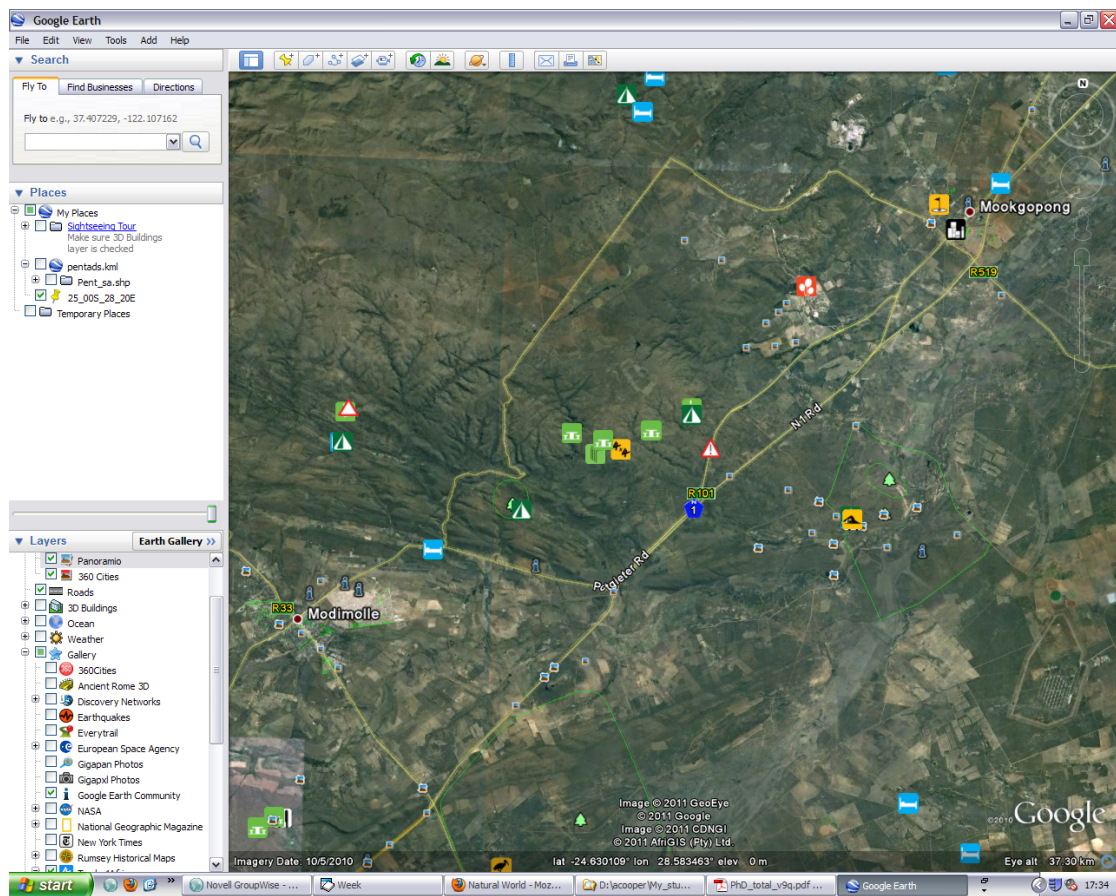 Google Earth
File Edit View Tools Add Help
Search
Fly To Find Businesses Directions
Fly to e.g., 37.407229, -122.107162
Places
My Places
Sightseeing Tour
Make sure 3D Buildings
layer is checked
pentads.kml
Pent_sa.shp
25_00S_28_20E
Temporary Places
Layers
Earth Gallery >>
Panoramio
360 Cities
Roads
3D Buildings
Ocean
Weather
Gallery
360Cities
Ancient Rome 3D
Discovery Networks
Earthquakes
Everytrail
European Space Agency
Gigapan Photos
Gigapxl Photos
Google Earth Community
NASA
National Geographic Magazine
New York Times
Rumsey Historical Maps
N
Mookgopong
R519
N1 Rd
R101
1
Potgieter Rd
R33
Modimolle
Image © 2011 GeoEye
© 2011 Google
Image © 2011 CDNGI
© 2011 AfriGIS (Pty) Ltd.
©2010 Google
Imagery Date: 10/5/2010
lat -24.630109° lon 28.583463° elev 0 m
Eye alt 37.30 km
start
Novell GroupWise - ...
Week
Natural World - Moz...
D:\acooper\My_stu...
PhD_total_v9q.pdf ...
Google Earth
17:34